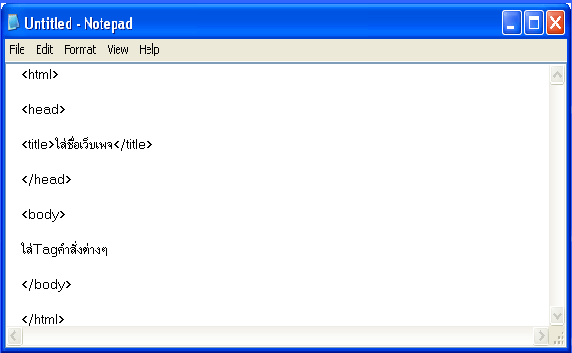 Untitled - Notepad
File Edit Format View Help
<html>
<head>
<title>ใส่ชื่อเว็บเพจ</title>
</head>
<body>
ใส่Tagคำสั่งต่างๆ
</body>
</html>